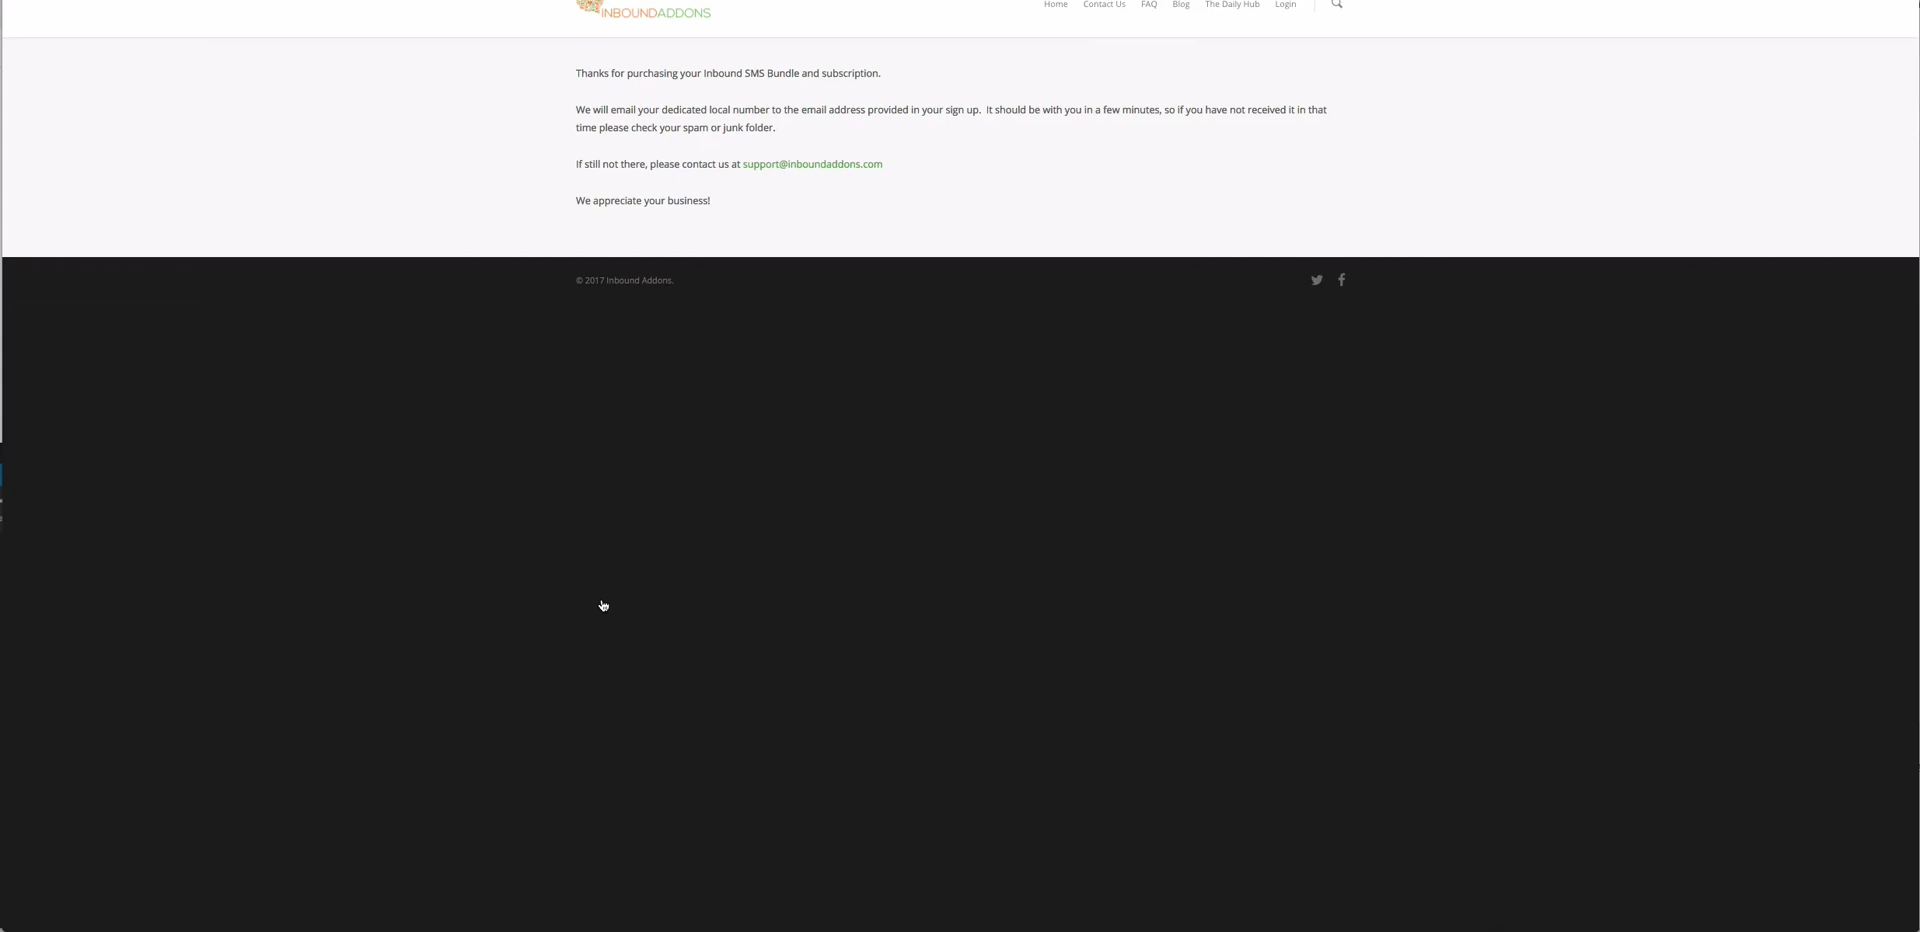 INBOUNDADDONS
Home Contact Us FAQ Blog The Daily Hub Login
Thanks for purchasing your Inbound SMS Bundle and subscription.
We will email your dedicated local number to the email address provided in your sign up.  It should be with you in a few minutes, so if you have not received it in that
time please check your spam or junk folder.
If still not there, please contact us at support@inboundaddons.com
We appreciate your business!
© 2017 Inbound Addons.